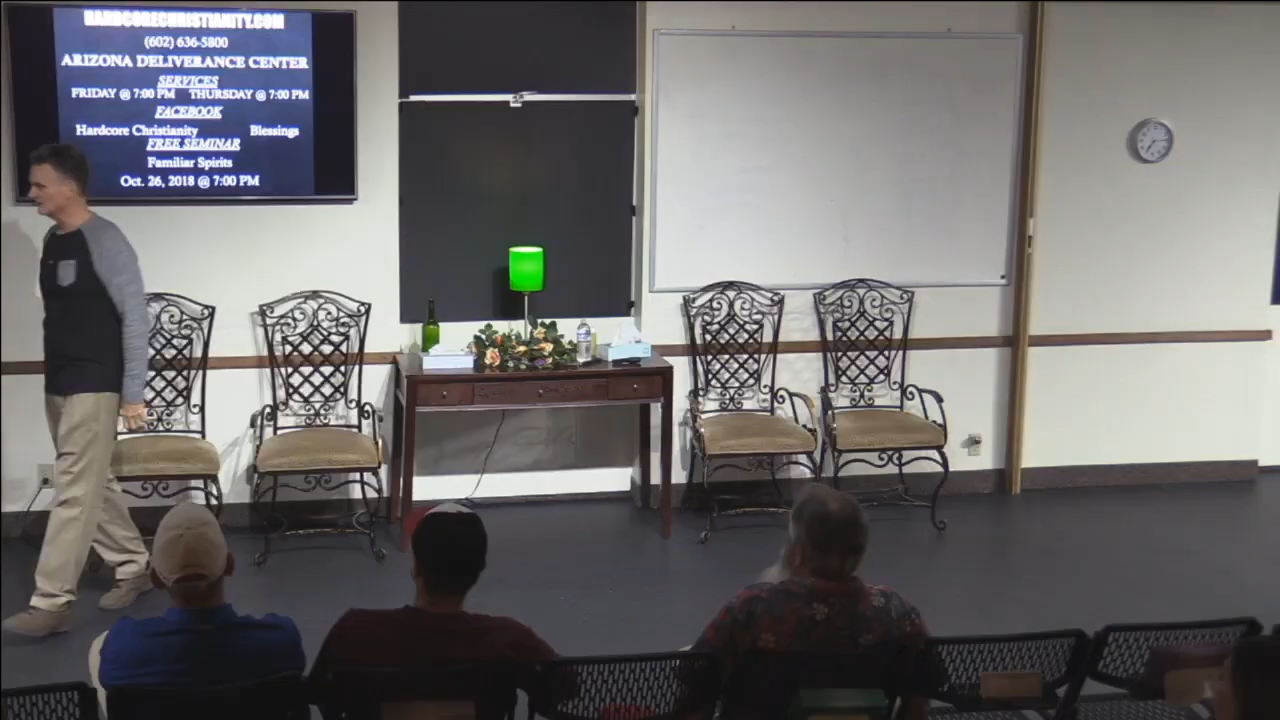 HARDCORECHRISTIANITY.COM
(602) 636-5800
ARIZONA DELIVERANCE CENTER
SERVICES
FRIDAY @ 7:00 PM THURSDAY @ 7:00 PM
FACEBOOK
Hardcore Christianity Blessings
FREE SEMINAR
Familiar Spirits
Oct. 26, 2018 @ 7:00 PM